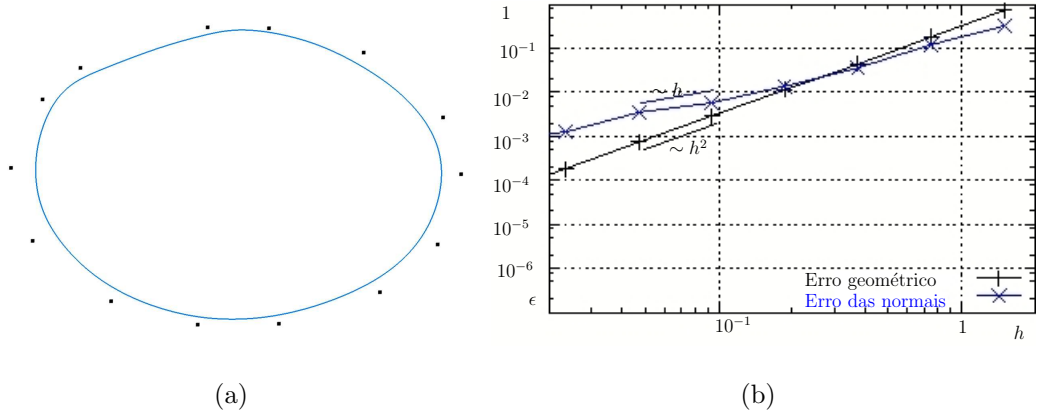 1
10⁻¹
10⁻²
10⁻³
10⁻⁴
10⁻⁵
10⁻⁶
ϵ
∼ h
∼ h²
Erro geométrico
Erro das normais
10⁻¹
1
h
(a)
(b)